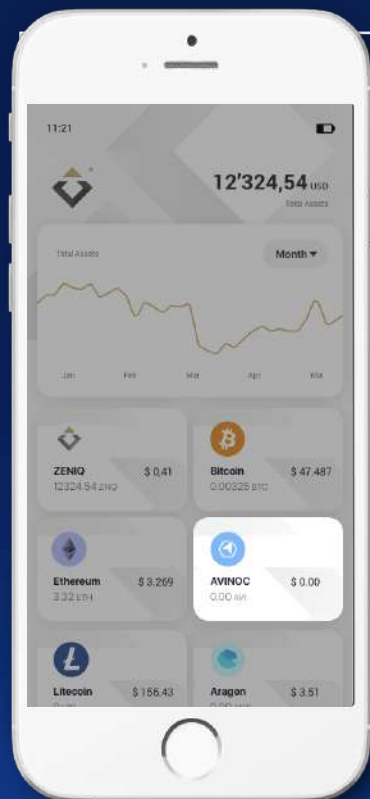 11:21
12'324,54 USD
Total Assets
Total Assets
Month
Jan Feb Mar Apr Mai
ZENIQ $ 0,41
12324.54 ZNQ
Bitcoin $ 47.487
0.00326 BTC
Ethereum $ 3.269
3.32 ETH
AVINOC $ 0.00
0.00 AVI
Litecoin $ 156.43
Aragon $ 3.51